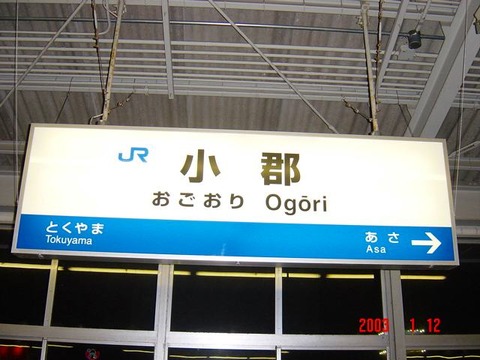 JR 小郡
おごおり Ogōri
とくやま
Tokuyama
あさ →
Asa
2003 1 12